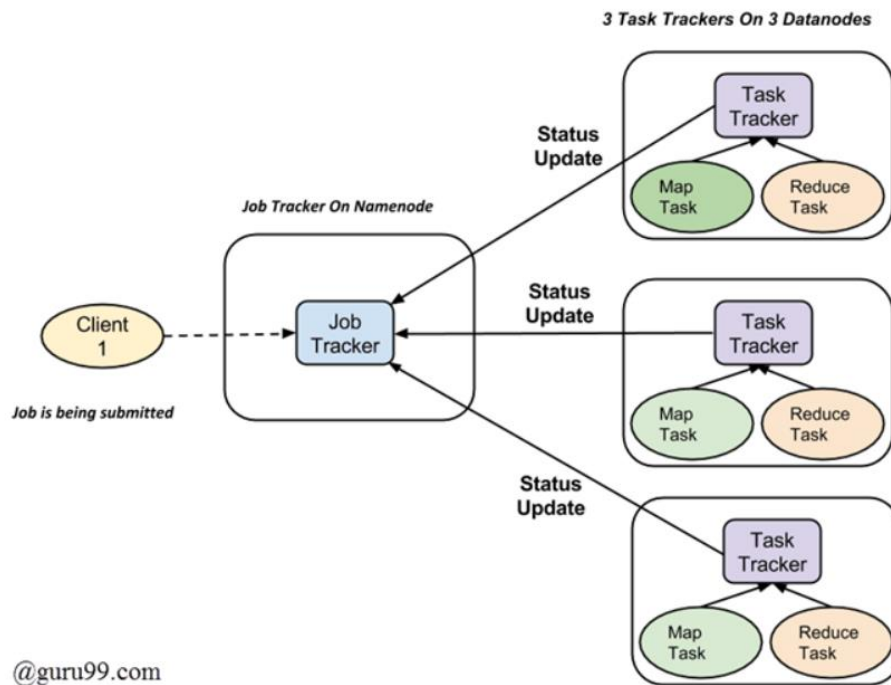 3 Task Trackers On 3 Datanodes
Task
Tracker
Status
Update
Map
Task
Reduce
Task
Job Tracker On Namenode
Client
1
Job
Tracker
Status
Update
Task
Tracker
Map
Task
Reduce
Task
Job is being submitted
Status
Update
Task
Tracker
Map
Task
Reduce
Task
@guru99.com